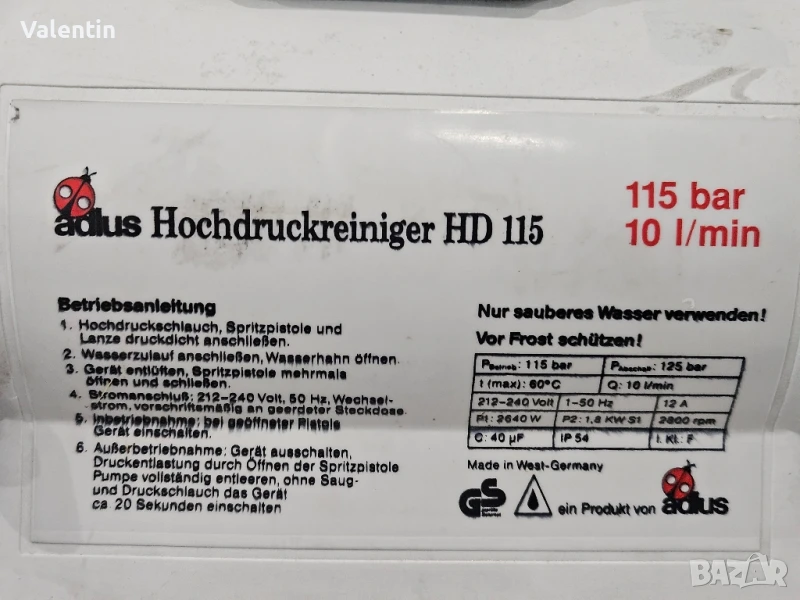 Valentin
adlus Hochdruckreiniger HD 115
115 bar
10 l/min
Betriebsanleitung
1. Hochdruckschlauch, Spritzpistole und
Lanze druckdicht anschließen.
2. Wasserzulauf anschließen, Wasserhahn öffnen.
3. Gerät entlüften, Spritzpistole mehrmals
öffnen und schließen.
4. Stromanschluß: 212-240 Volt, 50 Hz, Wechsel-
strom, vorschriftsmäßig an geerdeter Steckdose.
5. Inbetriebnahme: bei geöffneter Pistole
Gerät einschalten.
6. Außerbetriebnahme: Gerät ausschalten,
Druckentlastung durch Öffnen der Spritzpistole
Pumpe vollständig entleeren, ohne Saug-
und Druckschlauch das Gerät
ca 20 Sekunden einschalten
Nur sauberes Wasser verwenden!
Vor Frost schützen!
PBetrieb: 115 bar PAbschalt: 125 bar
t (max): 60°C Q: 10 l/min
212-240 Volt 1~50 Hz 12 A
P1: 2640 W P2: 1,8 KW S1 2800 rpm
C: 40 µF IP 54 I. Kl.: F
Made in West-Germany
GS ein Produkt von adlus
BAZAR